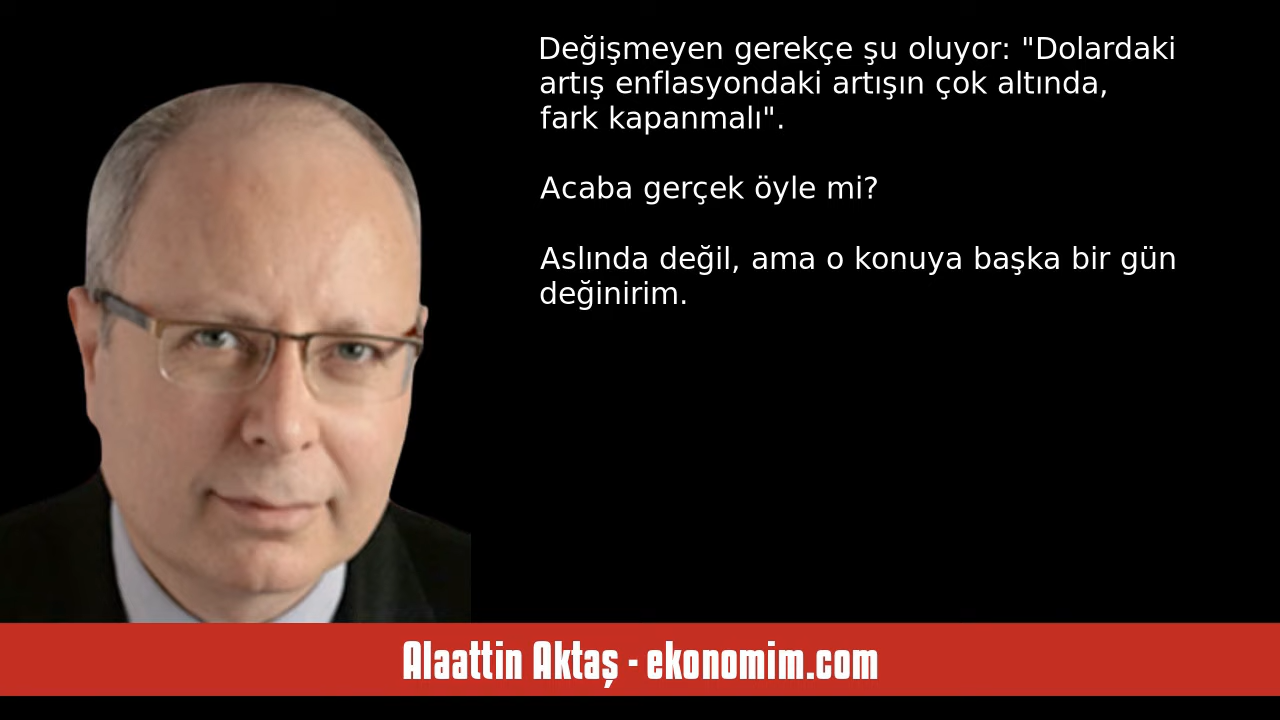 Değişmeyen gerekçe şu oluyor: "Dolardaki
artış enflasyondaki artışın çok altında,
fark kapanmalı".
Acaba gerçek öyle mi?
Aslında değil, ama o konuya başka bir gün
değinirim.
Alaattin Aktaş - ekonomim.com